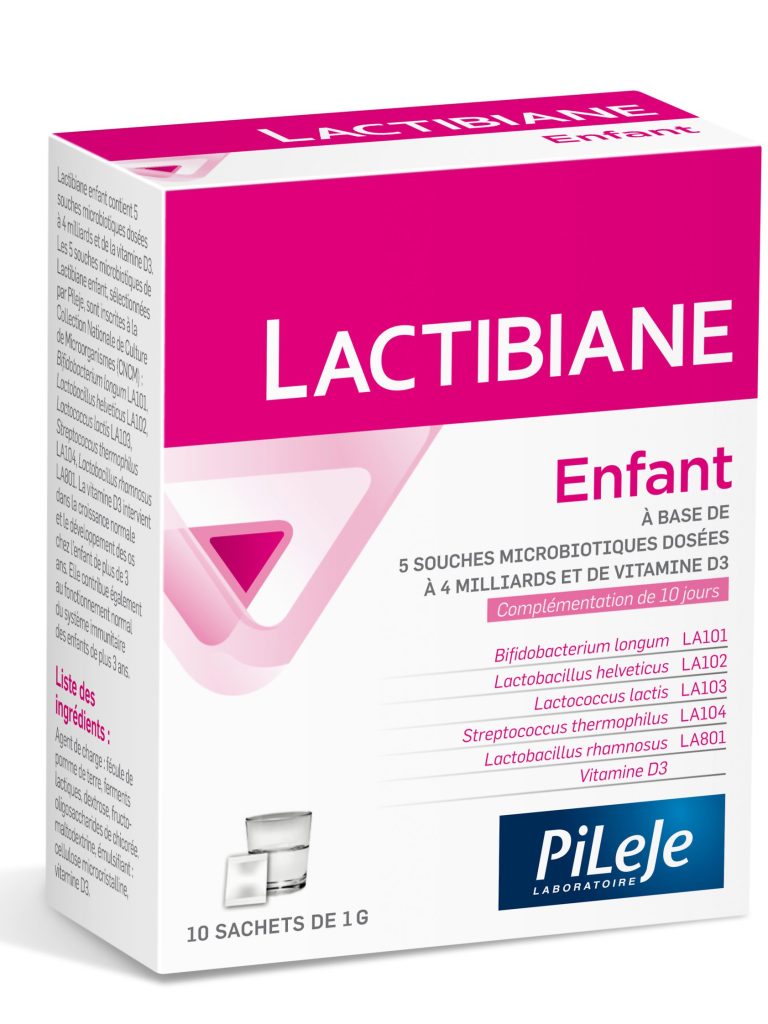 LACTIBIANE
Enfant
Lactibiane enfant contient 5
souches microbiotiques dosées
à 4 milliards et de la vitamine D3.
Les 5 souches microbiotiques de
Lactibiane enfant, sélectionnées
par Pileje, sont inscrites à la
Collection Nationale de Culture
de Microorganismes (CNCM) :
Bifidobacterium longum LA101,
Lactobacillus helveticus LA102,
Lactococcus lactis LA103,
Streptococcus thermophilus
LA104, Lactobacillus rhamnosus
LA801. La vitamine D3 intervient
dans la croissance normale
et le développement des os
chez l'enfant de plus de 3
ans. Elle contribue également
au fonctionnement normal
du système immunitaire
des enfants de plus 3 ans.
Liste des
ingrédients :
Agent de charge : fécule de
pomme de terre, ferments
lactiques, dextrose, fructo-
oligosaccharides de chicorée,
maltodextrine, émulsifiant :
cellulose microcristalline,
vitamine D3.
LACTIBIANE
Enfant
À BASE DE
5 SOUCHES MICROBIOTIQUES DOSÉES
À 4 MILLIARDS ET DE VITAMINE D3
Complémentation de 10 jours
Bifidobacterium longum LA101
Lactobacillus helveticus LA102
Lactococcus lactis LA103
Streptococcus thermophilus LA104
Lactobacillus rhamnosus LA801
Vitamine D3
PiLeJe
LABORATOIRE
10 SACHETS DE 1 G